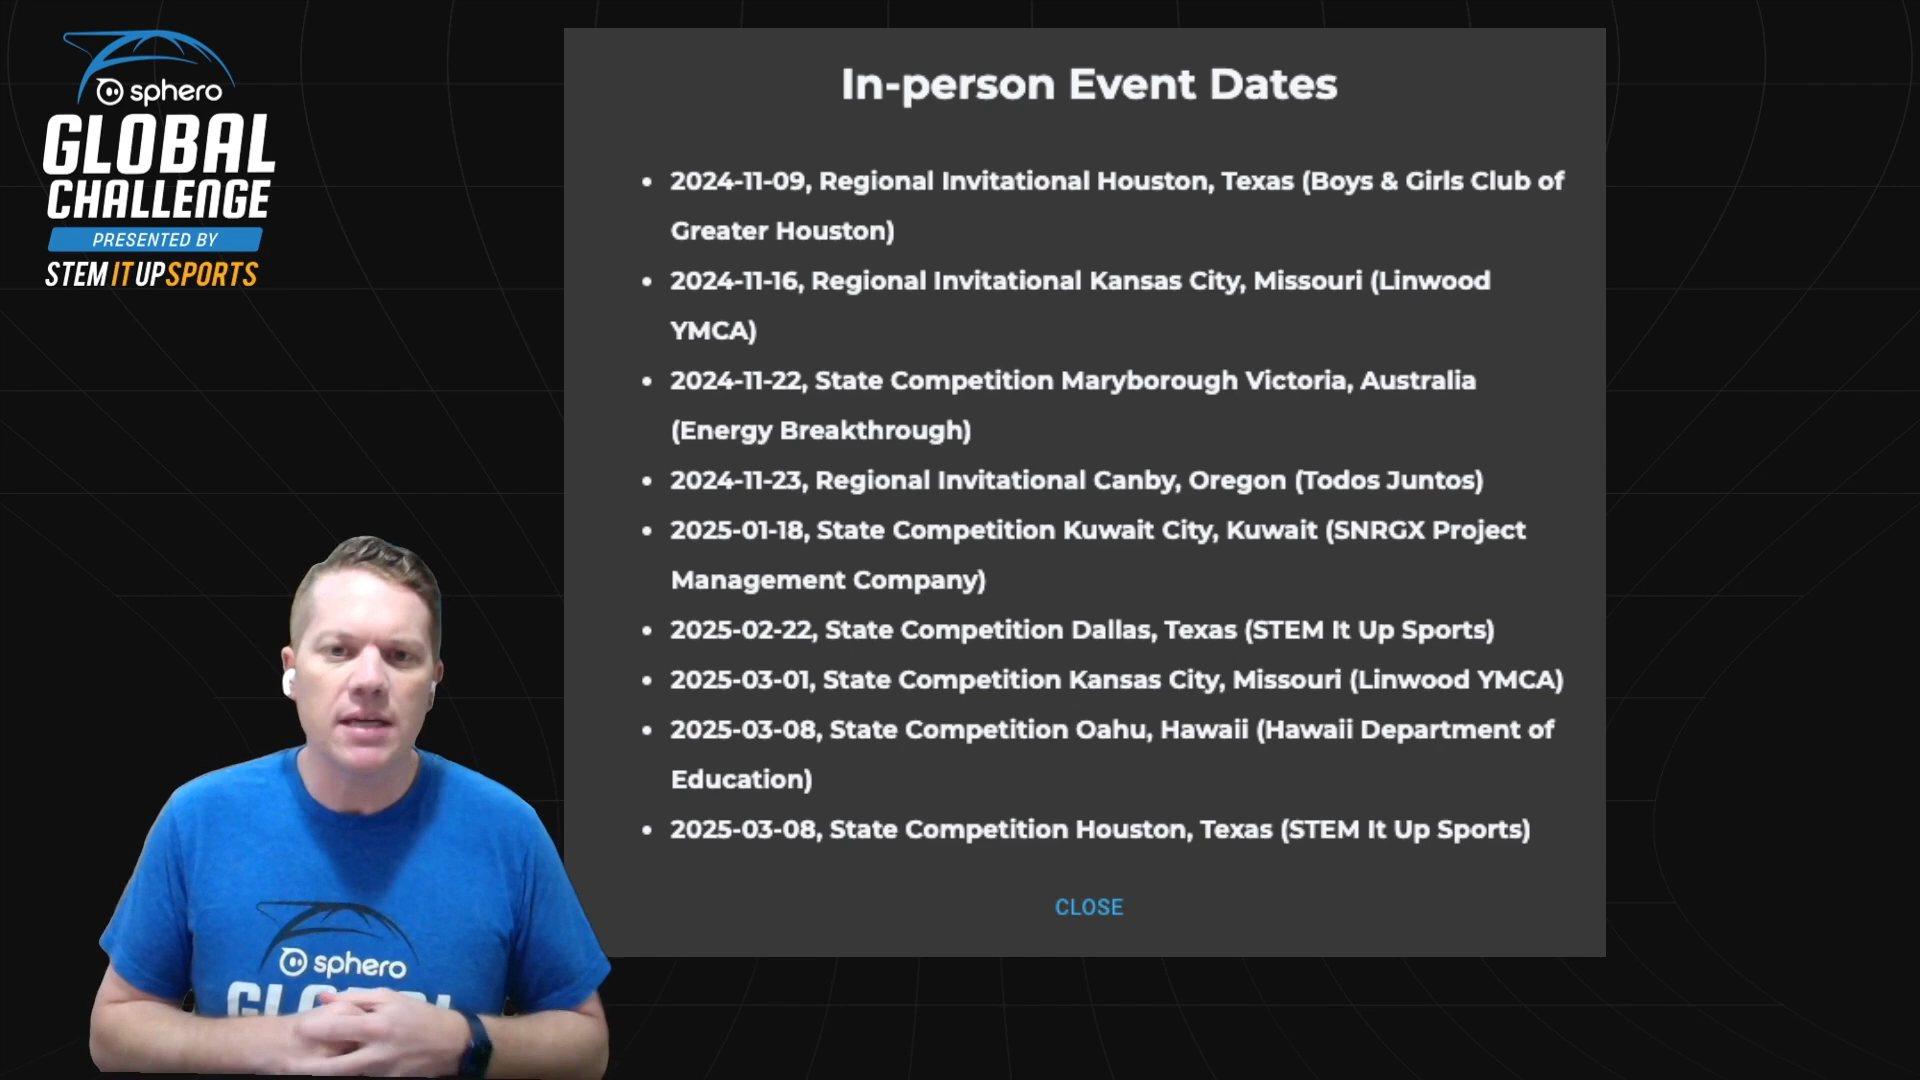 sphero
GLOBAL
CHALLENGE
PRESENTED BY
STEM IT UP SPORTS
In-person Event Dates
• 2024-11-09, Regional Invitational Houston, Texas (Boys & Girls Club of
Greater Houston)
• 2024-11-16, Regional Invitational Kansas City, Missouri (Linwood
YMCA)
• 2024-11-22, State Competition Maryborough Victoria, Australia
(Energy Breakthrough)
• 2024-11-23, Regional Invitational Canby, Oregon (Todos Juntos)
• 2025-01-18, State Competition Kuwait City, Kuwait (SNRGX Project
Management Company)
• 2025-02-22, State Competition Dallas, Texas (STEM It Up Sports)
• 2025-03-01, State Competition Kansas City, Missouri (Linwood YMCA)
• 2025-03-08, State Competition Oahu, Hawaii (Hawaii Department of
Education)
• 2025-03-08, State Competition Houston, Texas (STEM It Up Sports)
CLOSE
sphero